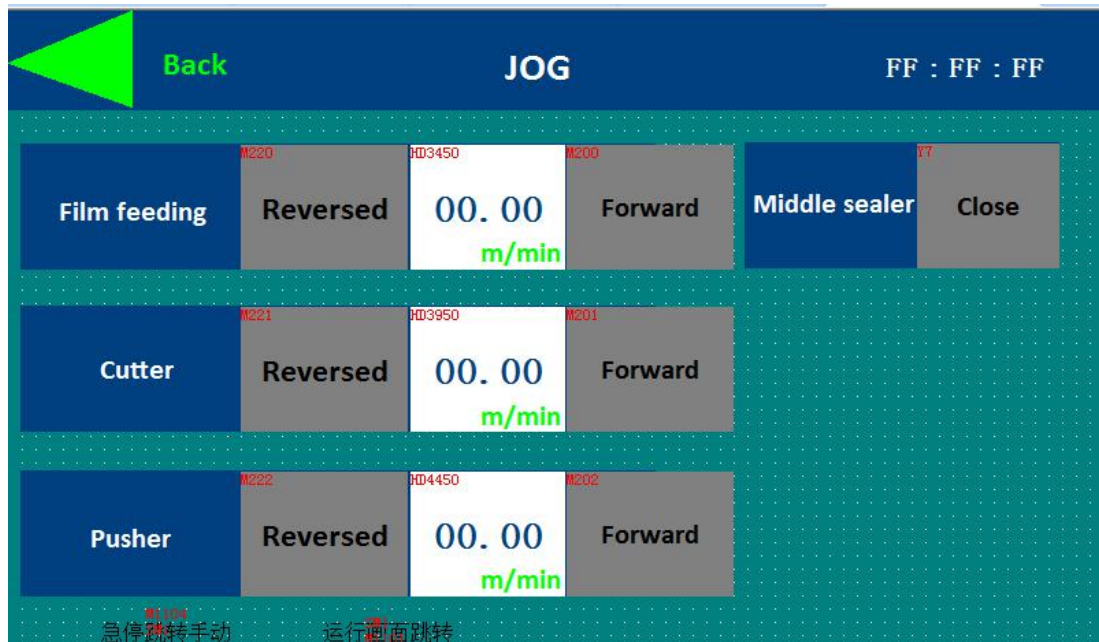 Back
JOG
FF : FF : FF
M220
HD3450
M200
Y7
Film feeding
Reversed
00.00
m/min
Forward
Middle sealer
Close
M221
HD3950
M201
Cutter
Reversed
00.00
m/min
Forward
M222
HD4450
M202
Pusher
Reversed
00.00
m/min
Forward
M1104
急停跳转手动
运行画面跳转